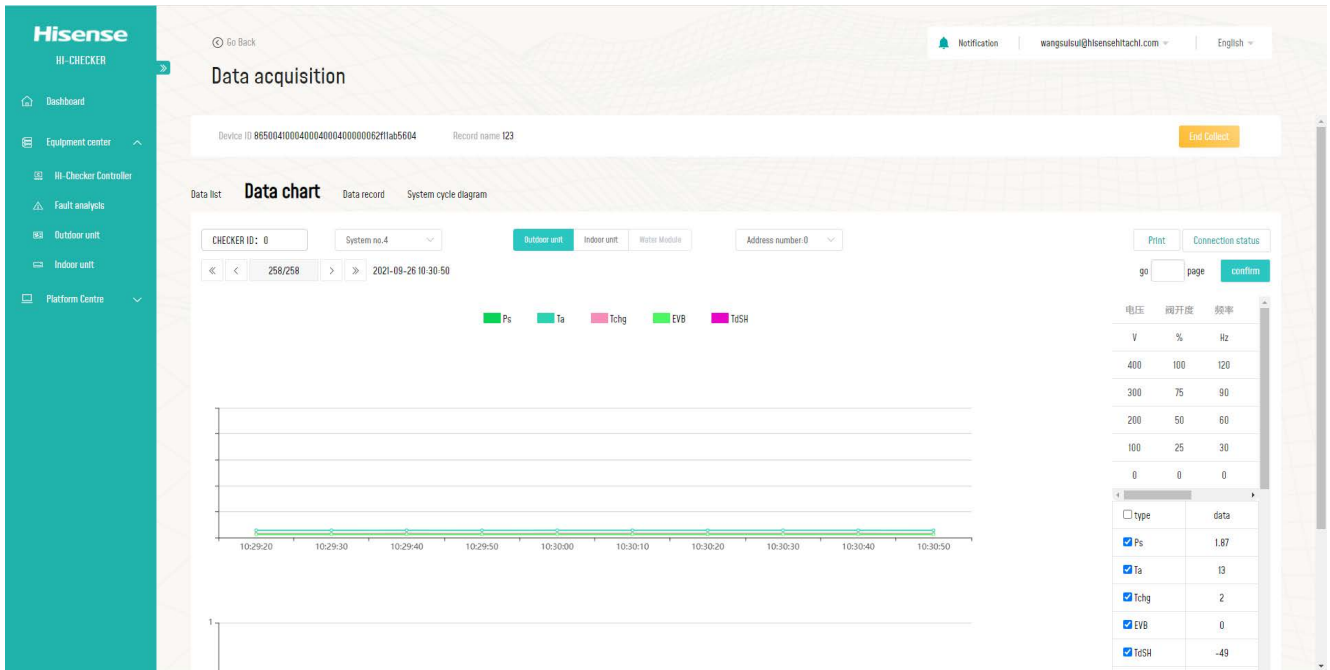 Hisense
HI-CHECKER
Dashboard
Equipment center
HI-Checker Controller
Fault analysis
Outdoor unit
Indoor unit
Platform Centre
Go Back
Notification
wangsuisui@hisensehitachi.com
English
Data acquisition
Device ID 
Record name 123
End Collect
Data list
Data chart
Data record
System cycle diagram
CHECKER ID: 0
System no.4
Outdoor unit
Indoor unit
Water Module
Address number:0
Print
Connection status
258/258
2021-09-26 10:30:50
go
page
confirm
Ps Ta Tchg EVB TdSH
10:29:20 10:29:30 10:29:40 10:29:50 10:30:00 10:30:10 10:30:20 10:30:30 10:30:40 10:30:50
1
电压 阀开度 频率
V % Hz
400 100 120
300 75 90
200 50 60
100 25 30
0 0 0
type data
Ps 1.87
Ta 13
Tchg 2
EVB 0
TdSH -49